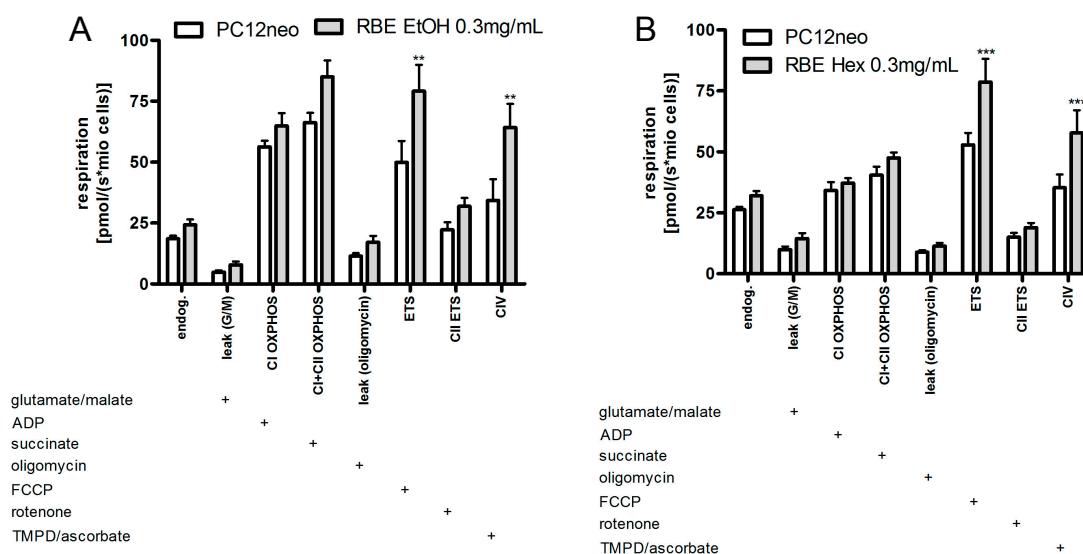 A
PC12neo
RBE EtOH 0.3mg/mL
respiration
[pmol/(s*mio cells)]
100
75
50
25
0
**
**
endog.
leak (G/M)
CI OXPHOS
CI+CII OXPHOS
leak (oligomycin)
ETS
CII ETS
CIV
glutamate/malate +
ADP +
succinate +
oligomycin +
FCCP +
rotenone +
TMPD/ascorbate +
B
PC12neo
RBE Hex 0.3mg/mL
respiration
[pmol/(s*mio cells)]
100
75
50
25
0
***
***
endog.
leak (G/M)
CI OXPHOS
CI+CII OXPHOS
leak (oligomycin)
ETS
CII ETS
CIV
glutamate/malate +
ADP +
succinate +
oligomycin +
FCCP +
rotenone +
TMPD/ascorbate +